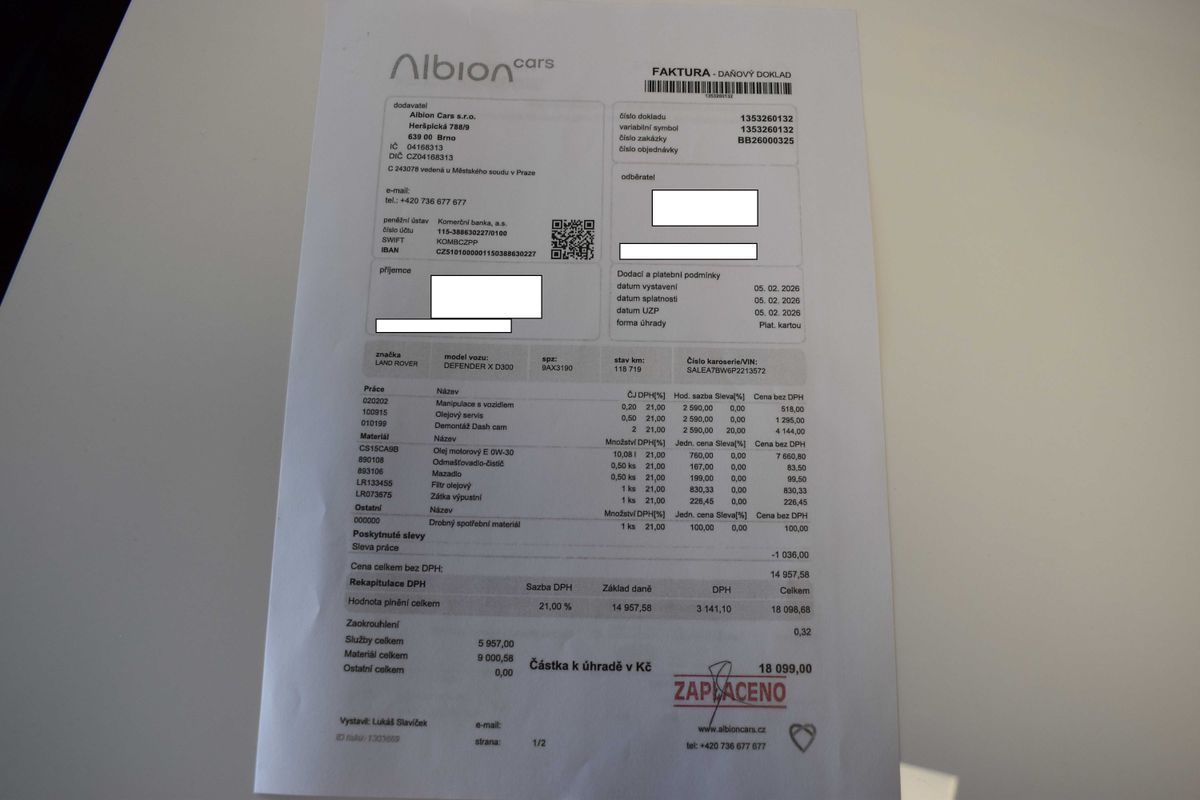 Albion cars
FAKTURA - DAŇOVÝ DOKLAD
1353260132
dodavatel
Albion Cars s.r.o.
Heršpická 788/9
639 00 Brno
IČ 04168313
DIČ CZ04168313
C 243078 vedená u Městského soudu v Praze
e-mail:
tel.: +420 736 677 677
peněžní ústav Komerční banka, a.s.
číslo účtu 115-388630227/0100
SWIFT KOMBCZPP
IBAN CZ5101000001150388630227
číslo dokladu 1353260132
variabilní symbol 1353260132
číslo zakázky BB26000325
číslo objednávky
odběratel
příjemce
Dodací a platební podmínky
datum vystavení 05. 02. 2026
datum splatnosti 05. 02. 2026
datum UZP 05. 02. 2026
forma úhrady Plat. kartou
značka model vozu: spz: stav km: Číslo karoserie/VIN:
LAND ROVER DEFENDER X D300 9AX3190 118 719 SALEA7BW6P2213572
Práce Název ČJ DPH[%] Hod. sazba Sleva[%] Cena bez DPH
020202 Manipulace s vozidlem 0,20 21,00 2 590,00 0,00 518,00
100915 Olejový servis 0,50 21,00 2 590,00 0,00 1 295,00
010199 Demontáž Dash cam 2 21,00 2 590,00 20,00 4 144,00
Materiál Název Množství DPH[%] Jedn. cena Sleva[%] Cena bez DPH
CS15CA9B Olej motorový E 0W-30 10,08 l 21,00 760,00 0,00 7 660,80
890108 Odmašťovadlo-čistič 0,50 ks 21,00 167,00 0,00 83,50
893106 Mazadlo 0,50 ks 21,00 199,00 0,00 99,50
LR133455 Filtr olejový 1 ks 21,00 830,33 0,00 830,33
LR073675 Zátka výpustní 1 ks 21,00 226,45 0,00 226,45
Ostatní Název Množství DPH[%] Jedn. cena Sleva[%] Cena bez DPH
000000 Drobný spotřební materiál 1 ks 21,00 100,00 0,00 100,00
Poskytnuté slevy
Sleva práce -1 036,00
Cena celkem bez DPH: 14 957,58
Rekapitulace DPH Sazba DPH Základ daně DPH Celkem
Hodnota plnění celkem 21,00 % 14 957,58 3 141,10 18 098,68
Zaokrouhlení 0,32
Služby celkem 5 957,00
Materiál celkem 9 000,58
Ostatní celkem 0,00
Částka k úhradě v Kč 18 099,00
ZAPLACENO
Vystavil: Lukáš Slavíček e-mail: www.albioncars.cz
ID tisku: 1303669 strana: 1/2 tel: +420 736 677 677